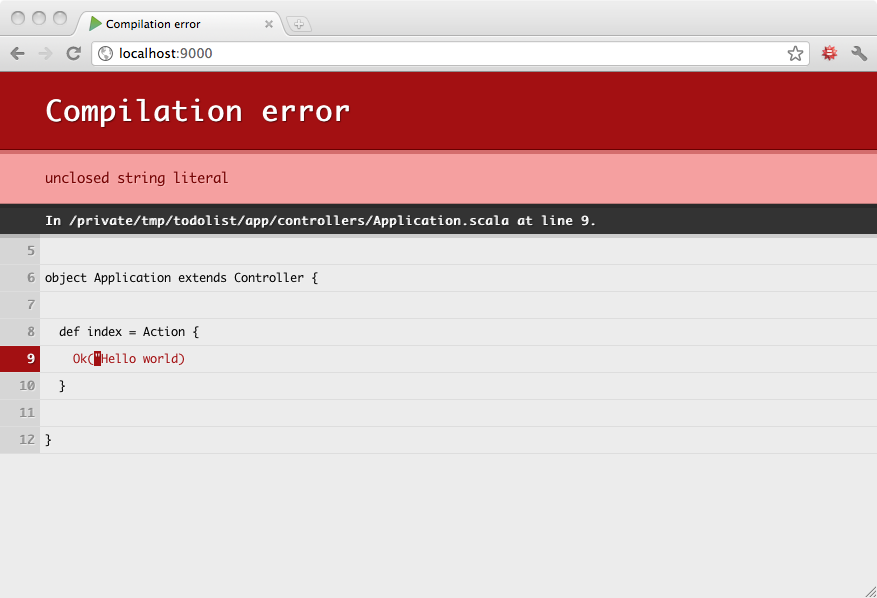 Compilation error
localhost:9000
Compilation error
unclosed string literal
In /private/tmp/todolist/app/controllers/Application.scala at line 9.
5
6 object Application extends Controller {
7
8   def index = Action {
9     Ok("Hello world)
10   }
11
12 }